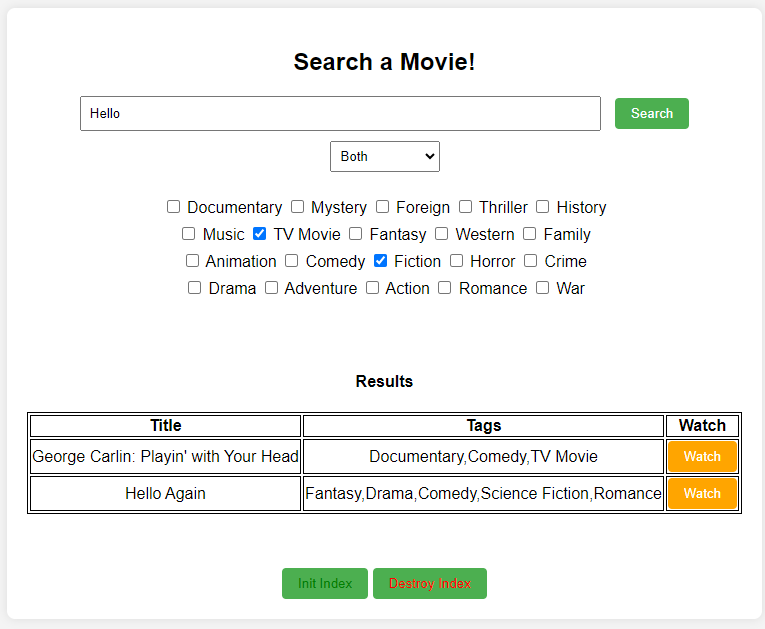 Search a Movie!
Hello Search
Both
Documentary Mystery Foreign Thriller History
Music TV Movie Fantasy Western Family
Animation Comedy Fiction Horror Crime
Drama Adventure Action Romance War
Results
Title Tags Watch
George Carlin: Playin' with Your Head Documentary,Comedy,TV Movie Watch
Hello Again Fantasy,Drama,Comedy,Science Fiction,Romance Watch
Init Index Destroy Index